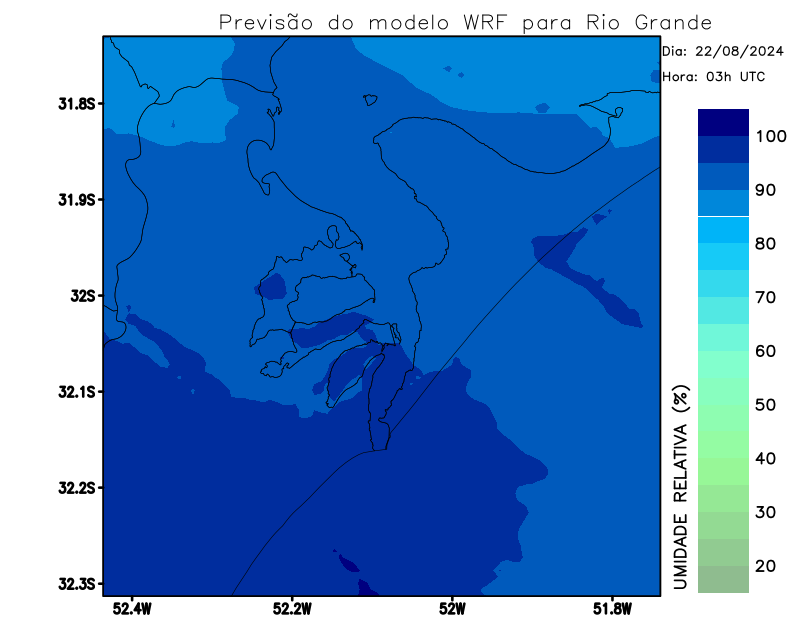 Previsão do modelo WRF para Rio Grande
Dia: 22/08/2024
Hora: 03h UTC
31.8S
31.9S
32S
32.1S
32.2S
32.3S
52.4W
52.2W
52W
51.8W
100
90
80
70
60
50
40
30
20
UMIDADE RELATIVA (%)